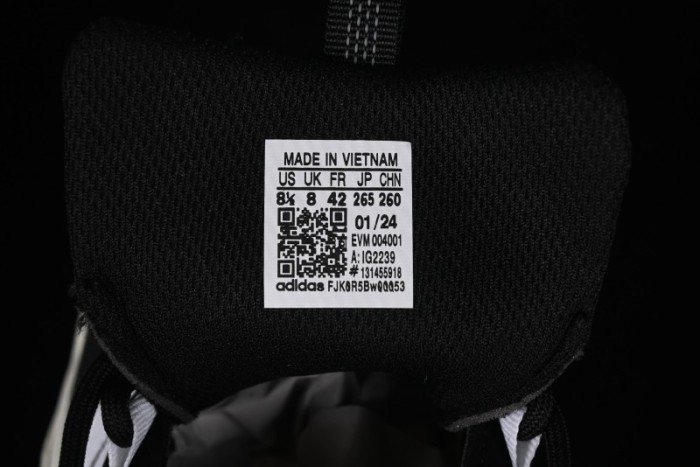 MADE IN VIETNAM
US UK FR JP CHN
8½ 8 42 265 260
01/24
EVM 004001
A: IG2239
# 131455918
adidas FJK0R5BwQQG53